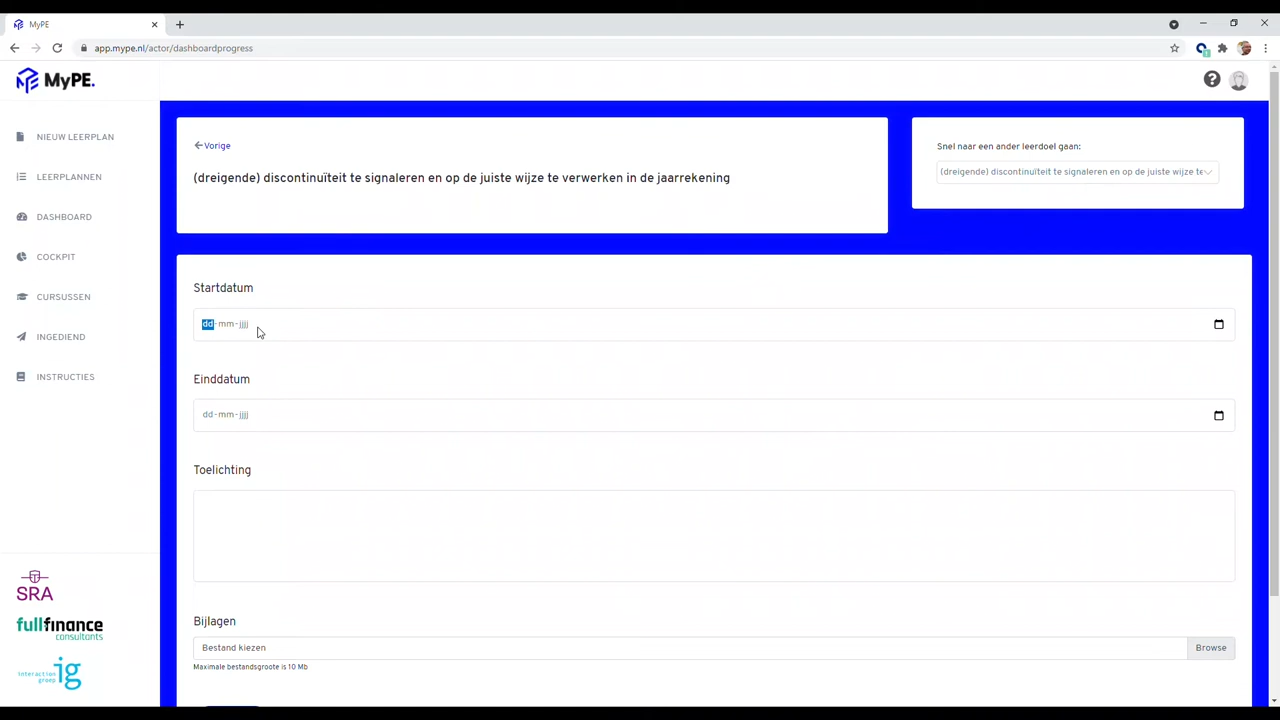 MyPE
app.mype.nl/actor/dashboardprogress
MyPE.
NIEUW LEERPLAN
LEERPLANNEN
DASHBOARD
COCKPIT
CURSUSSEN
INGEDIEND
INSTRUCTIES
SRA
fullfinance
consultants
interaction
groep
ig
Vorige
(dreigende) discontinuïteit te signaleren en op de juiste wijze te verwerken in de jaarrekening
Snel naar een ander leerdoel gaan:
(dreigende) discontinuïteit te signaleren en op de juiste wijze te
Startdatum
dd-mm-jjjj
Einddatum
dd-mm-jjjj
Toelichting
Bijlagen
Bestand kiezen
Browse
Maximale bestandsgroote is 10 Mb